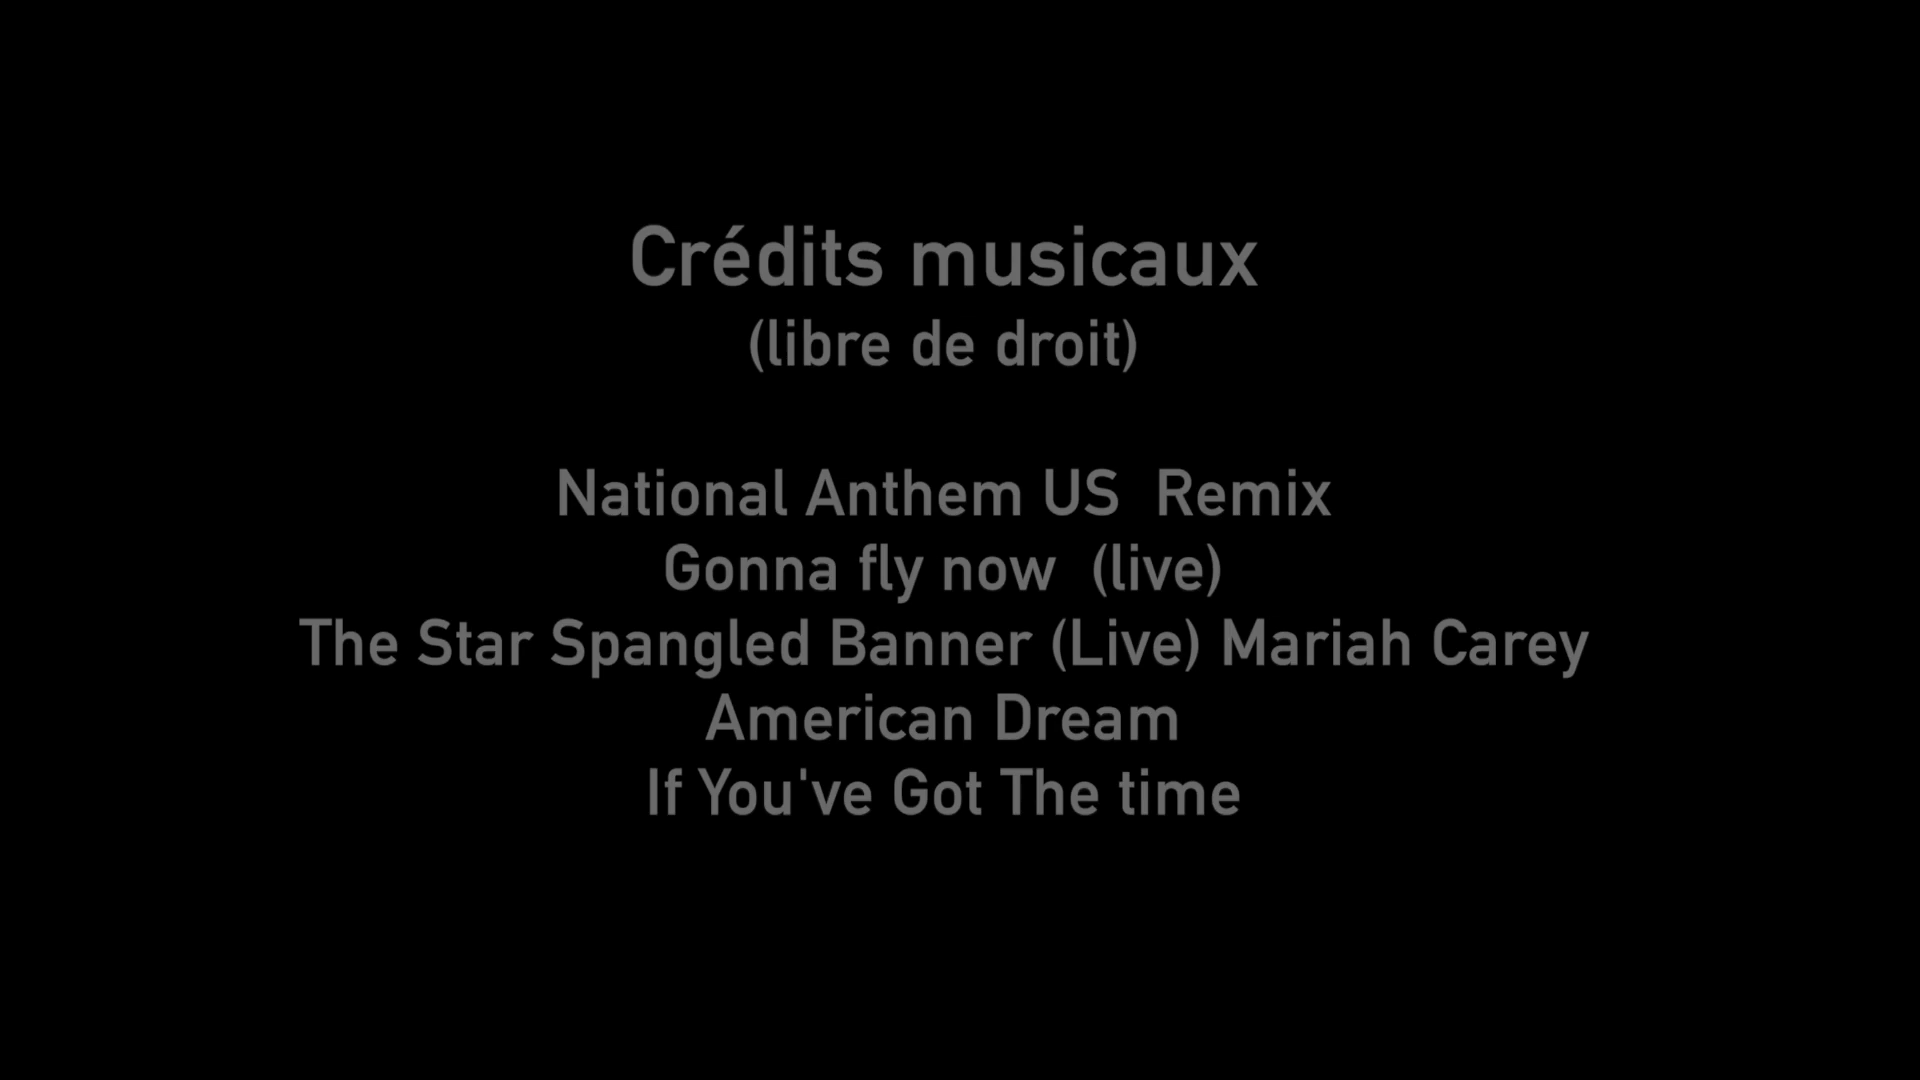 Crédits musicaux
(libre de droit)
National Anthem US  Remix
Gonna fly now  (live)
The Star Spangled Banner (Live) Mariah Carey
American Dream
If You've Got The time